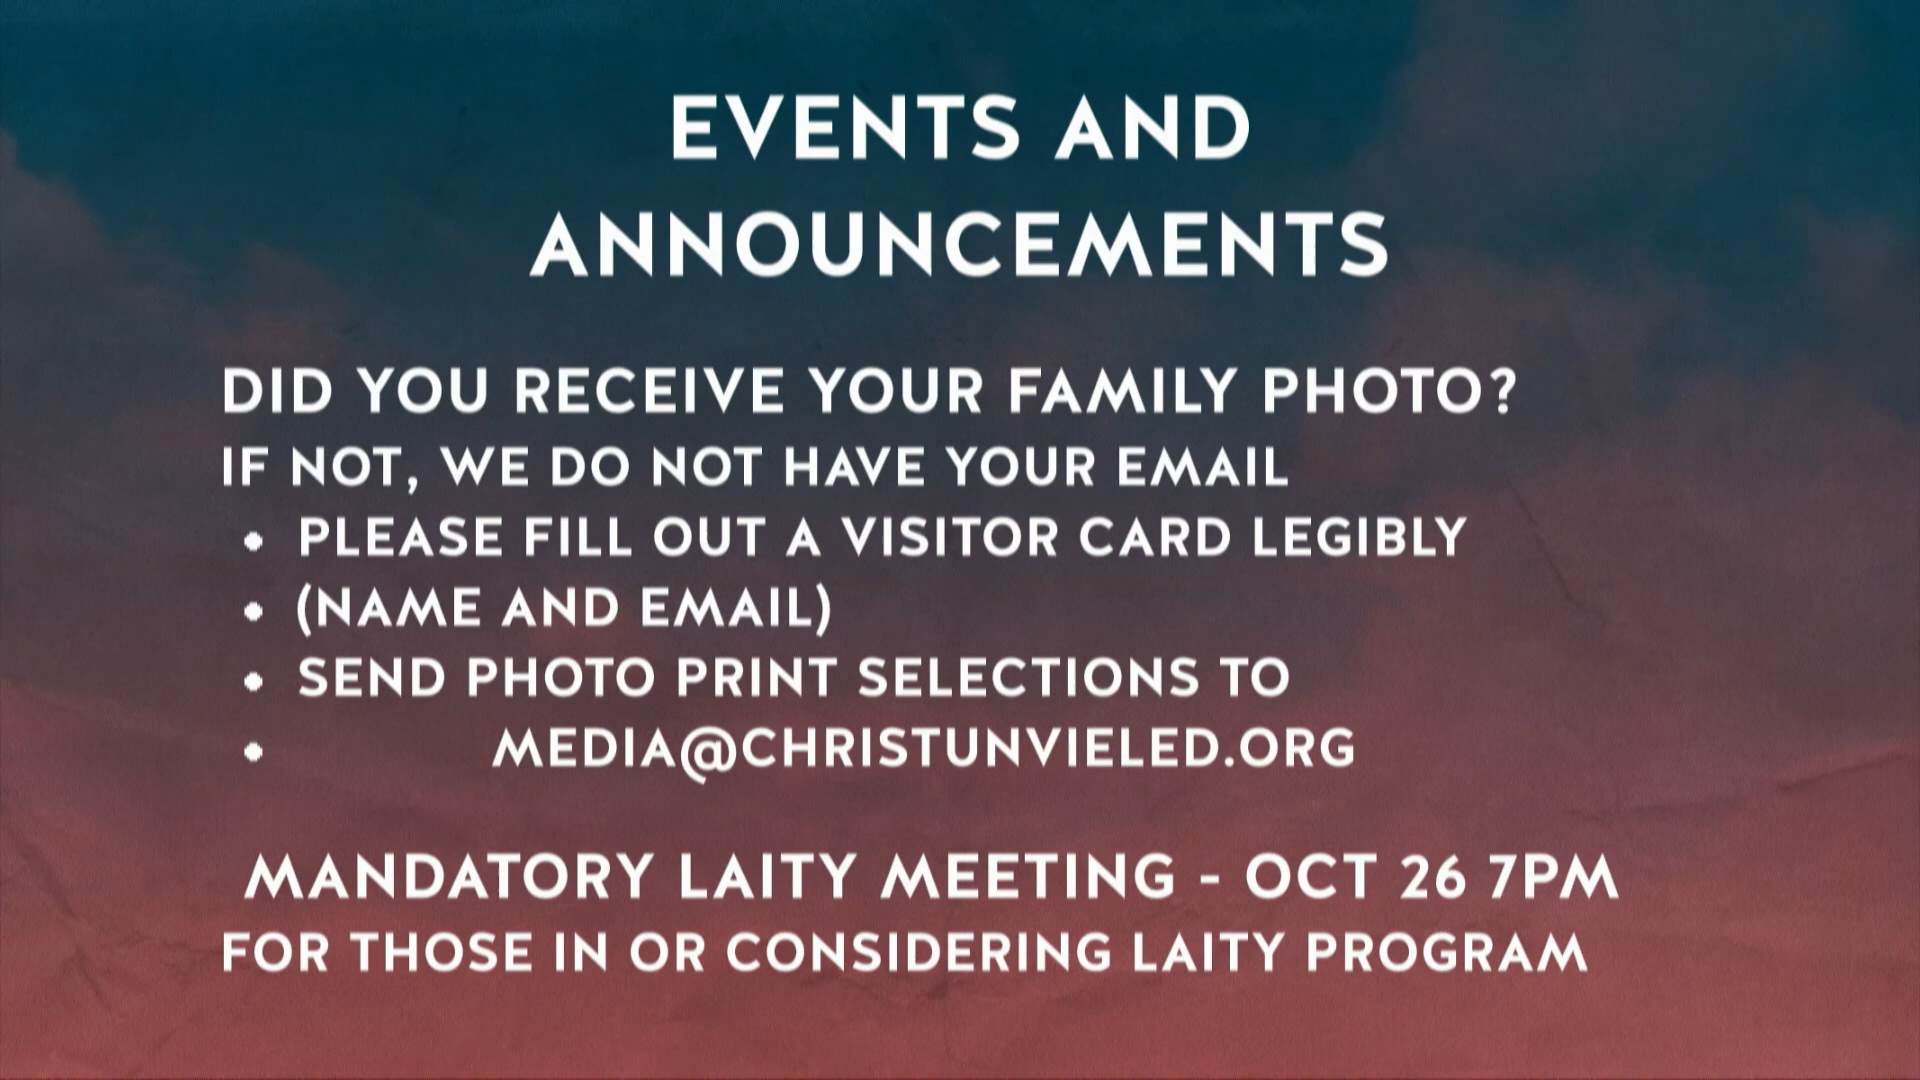 EVENTS AND
ANNOUNCEMENTS
DID YOU RECEIVE YOUR FAMILY PHOTO?
IF NOT, WE DO NOT HAVE YOUR EMAIL
• PLEASE FILL OUT A VISITOR CARD LEGIBLY
• (NAME AND EMAIL)
• SEND PHOTO PRINT SELECTIONS TO
• MEDIA@CHRISTUNVIELED.ORG
MANDATORY LAITY MEETING - OCT 26 7PM
FOR THOSE IN OR CONSIDERING LAITY PROGRAM